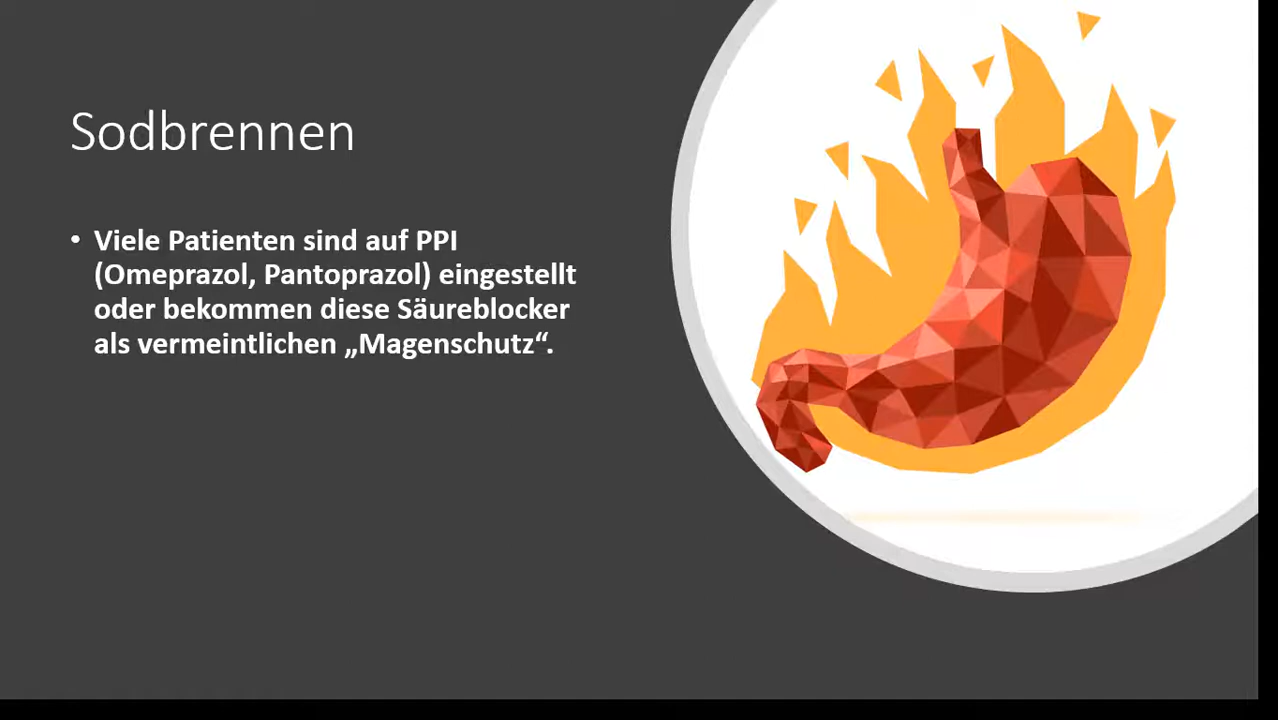 Sodbrennen
• Viele Patienten sind auf PPI
(Omeprazol, Pantoprazol) eingestellt
oder bekommen diese Säureblocker
als vermeintlichen „Magenschutz“.